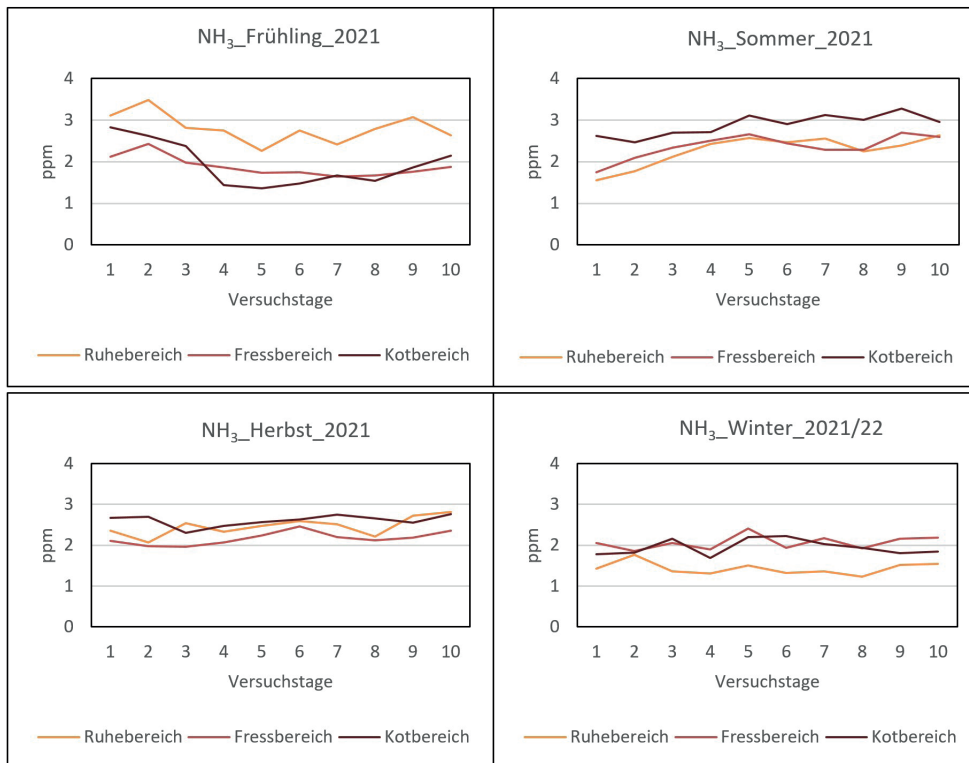 NH₃_Frühling_2021
4
3
2
1
0
ppm
1 2 3 4 5 6 7 8 9 10
Versuchstage
Ruhebereich Fressbereich Kotbereich
NH₃_Sommer_2021
4
3
2
1
0
ppm
1 2 3 4 5 6 7 8 9 10
Versuchstage
Ruhebereich Fressbereich Kotbereich
NH₃_Herbst_2021
4
3
2
1
0
ppm
1 2 3 4 5 6 7 8 9 10
Versuchstage
Ruhebereich Fressbereich Kotbereich
NH₃_Winter_2021/22
4
3
2
1
0
ppm
1 2 3 4 5 6 7 8 9 10
Versuchstage
Ruhebereich Fressbereich Kotbereich